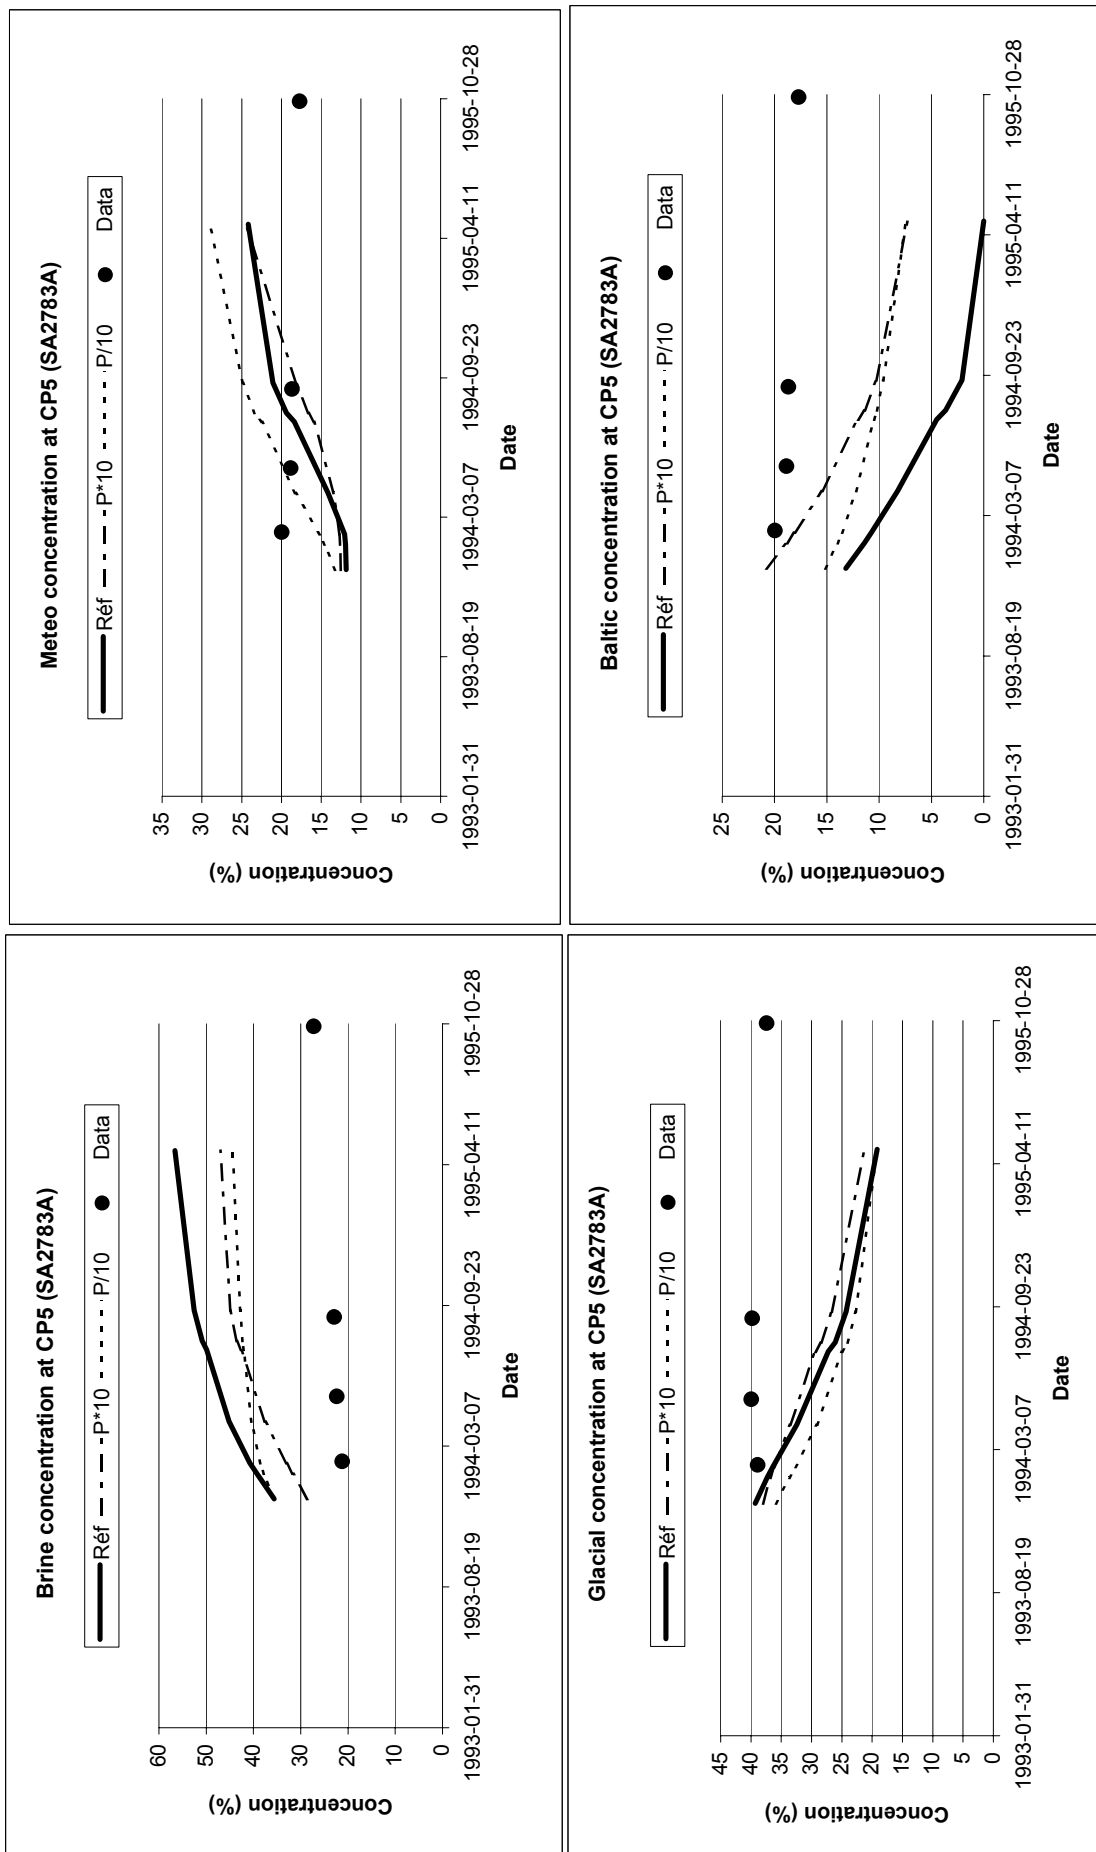 Brine concentration at CP5 (SA2783A)
Réf P*10 P/10 Data
60
50
40
30
20
10
0
Concentration (%)
1993-01-31 1993-08-19 1994-03-07 1994-09-23 1995-04-11 1995-10-28
Date
Meteo concentration at CP5 (SA2783A)
Réf P*10 P/10 Data
35
30
25
20
15
10
5
0
Concentration (%)
1993-01-31 1993-08-19 1994-03-07 1994-09-23 1995-04-11 1995-10-28
Date
Glacial concentration at CP5 (SA2783A)
Réf P*10 P/10 Data
45
40
35
30
25
20
15
10
5
0
Concentration (%)
1993-01-31 1993-08-19 1994-03-07 1994-09-23 1995-04-11 1995-10-28
Date
Baltic concentration at CP5 (SA2783A)
Réf P*10 P/10 Data
25
20
15
10
5
0
Concentration (%)
1993-01-31 1993-08-19 1994-03-07 1994-09-23 1995-04-11 1995-10-28
Date